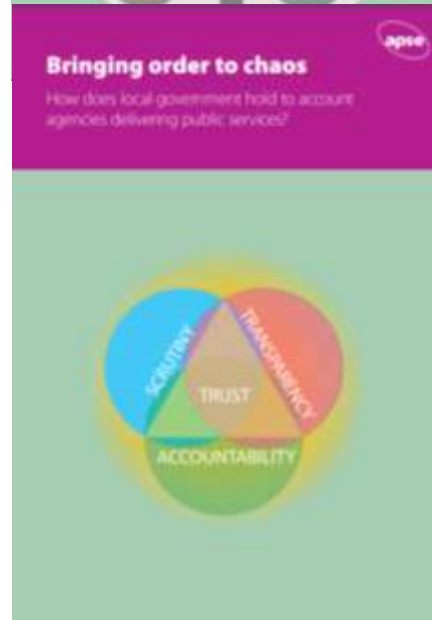 apse
Bringing order to chaos
How does local government hold to account
agencies delivering public services?
SCRUTINY
TRANSPARENCY
TRUST
ACCOUNTABILITY